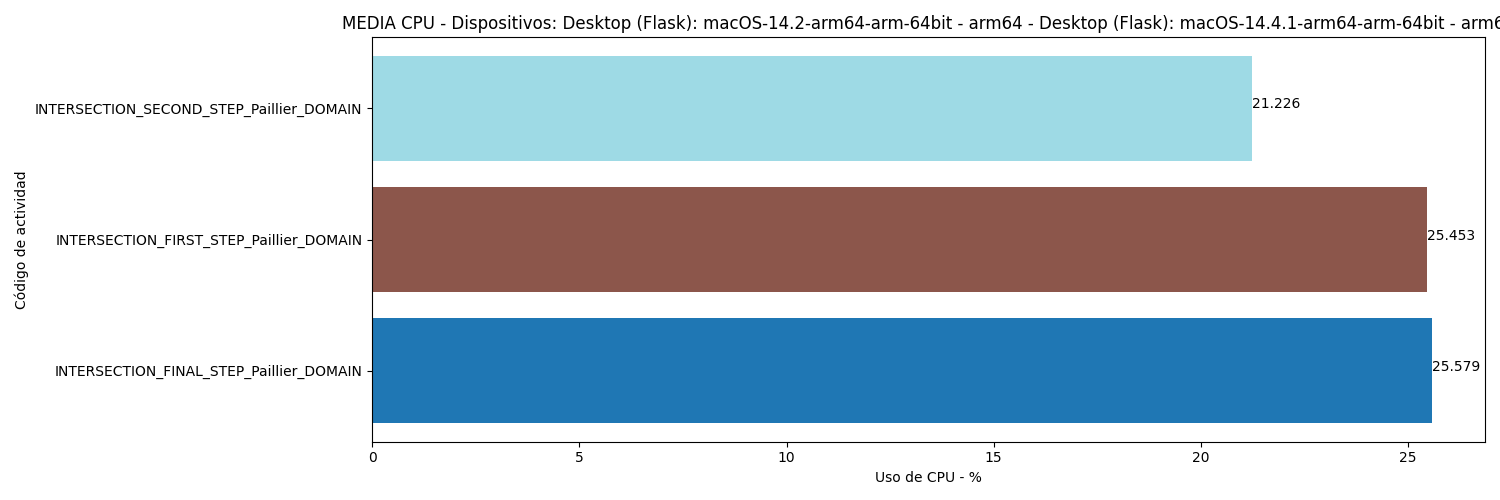 MEDIA CPU - Dispositivos: Desktop (Flask): macOS-14.2-arm64-arm-64bit - arm64 - Desktop (Flask): macOS-14.4.1-arm64-arm-64bit -
INTERSECTION_SECOND_STEP_Paillier_DOMAIN
21.226
INTERSECTION_FIRST_STEP_Paillier_DOMAIN
25.453
INTERSECTION_FINAL_STEP_Paillier_DOMAIN
25.579
Código de actividad
0 5 10 15 20 25
Uso de CPU - %